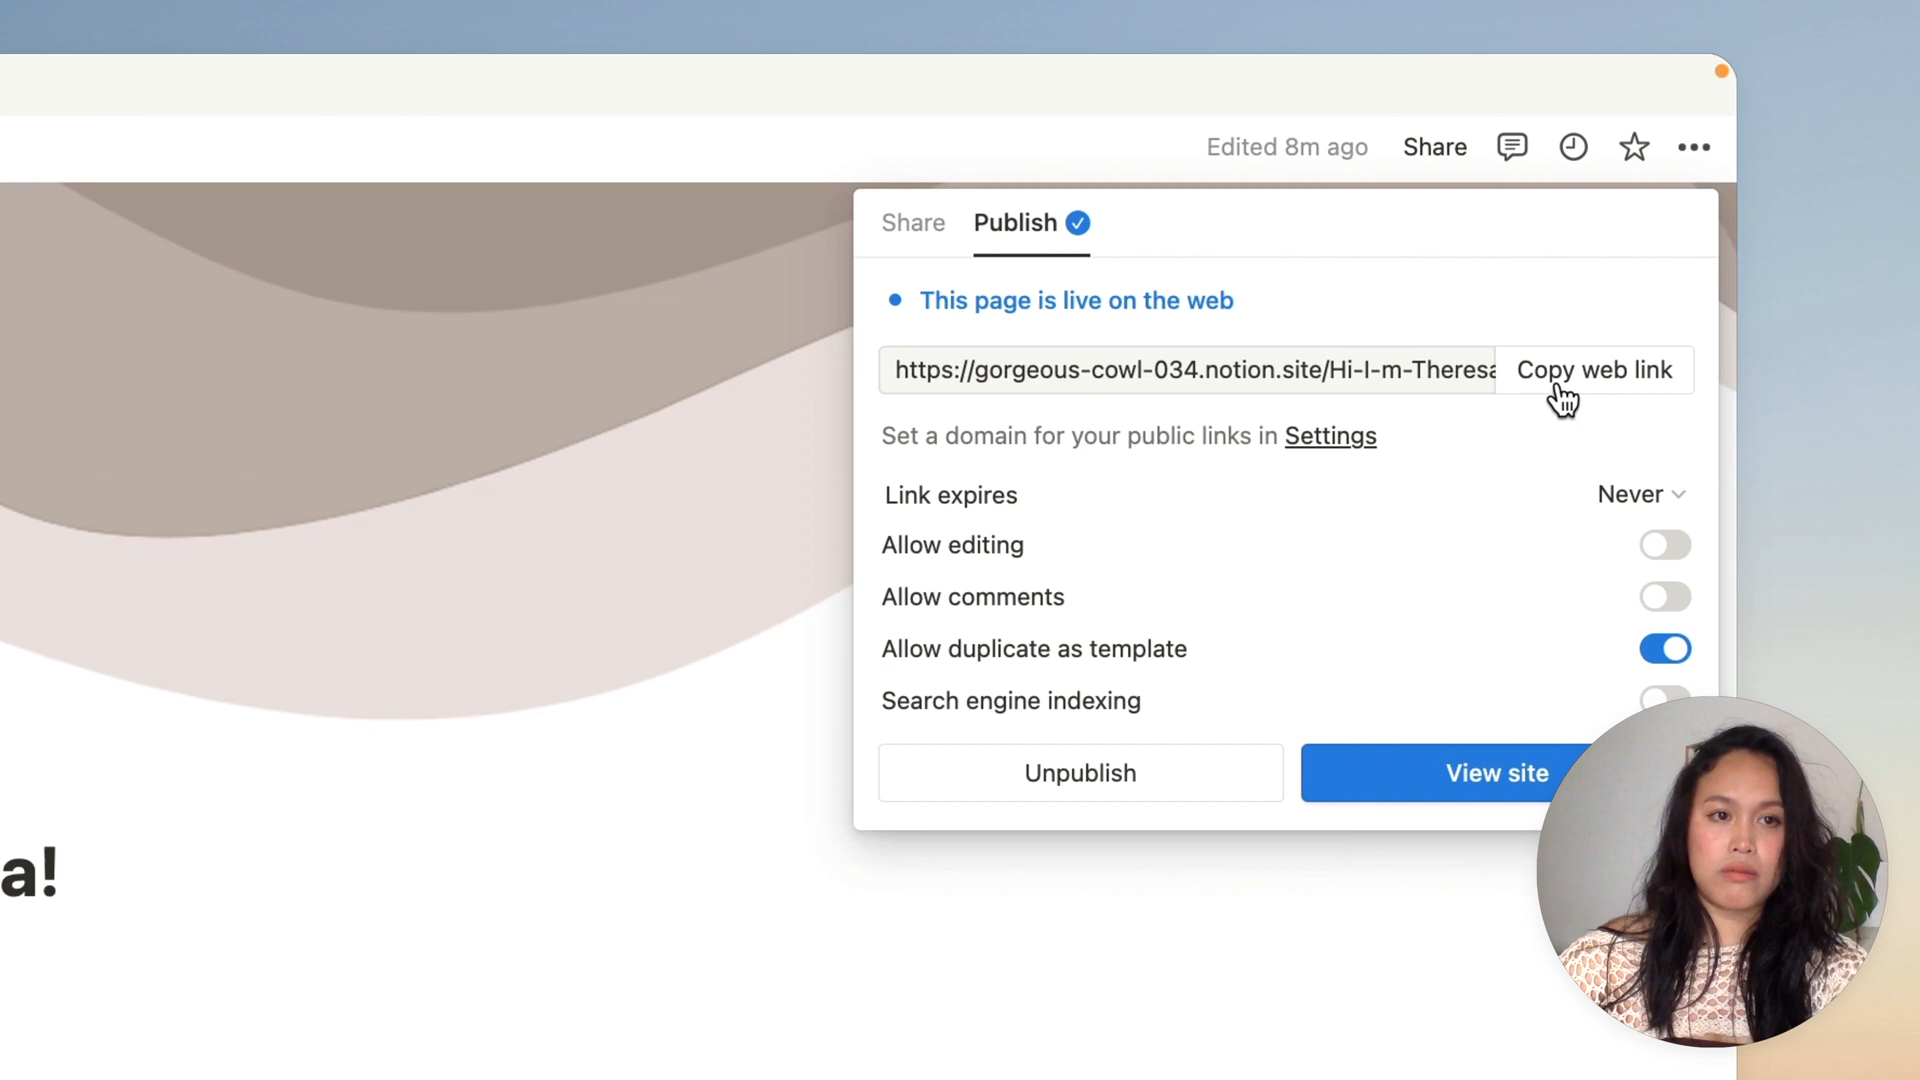 Edited 8m ago Share
Share Publish
This page is live on the web
https://gorgeous-cowl-034.notion.site/Hi-I-m-Theresa Copy web link
Set a domain for your public links in Settings
Link expires Never
Allow editing
Allow comments
Allow duplicate as template
Search engine indexing
Unpublish View site
a!